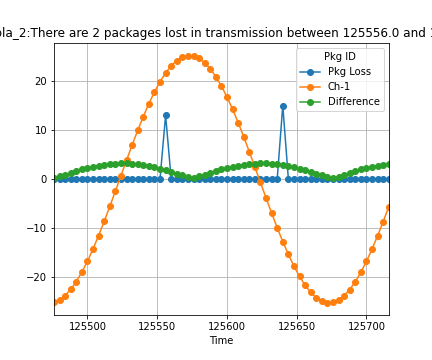 ola_2:There are 2 packages lost in transmission between 125556.0 and 1
Pkg ID
Pkg Loss
Ch-1
Difference
20
10
0
−10
−20
125500
125550
125600
125650
125700
Time